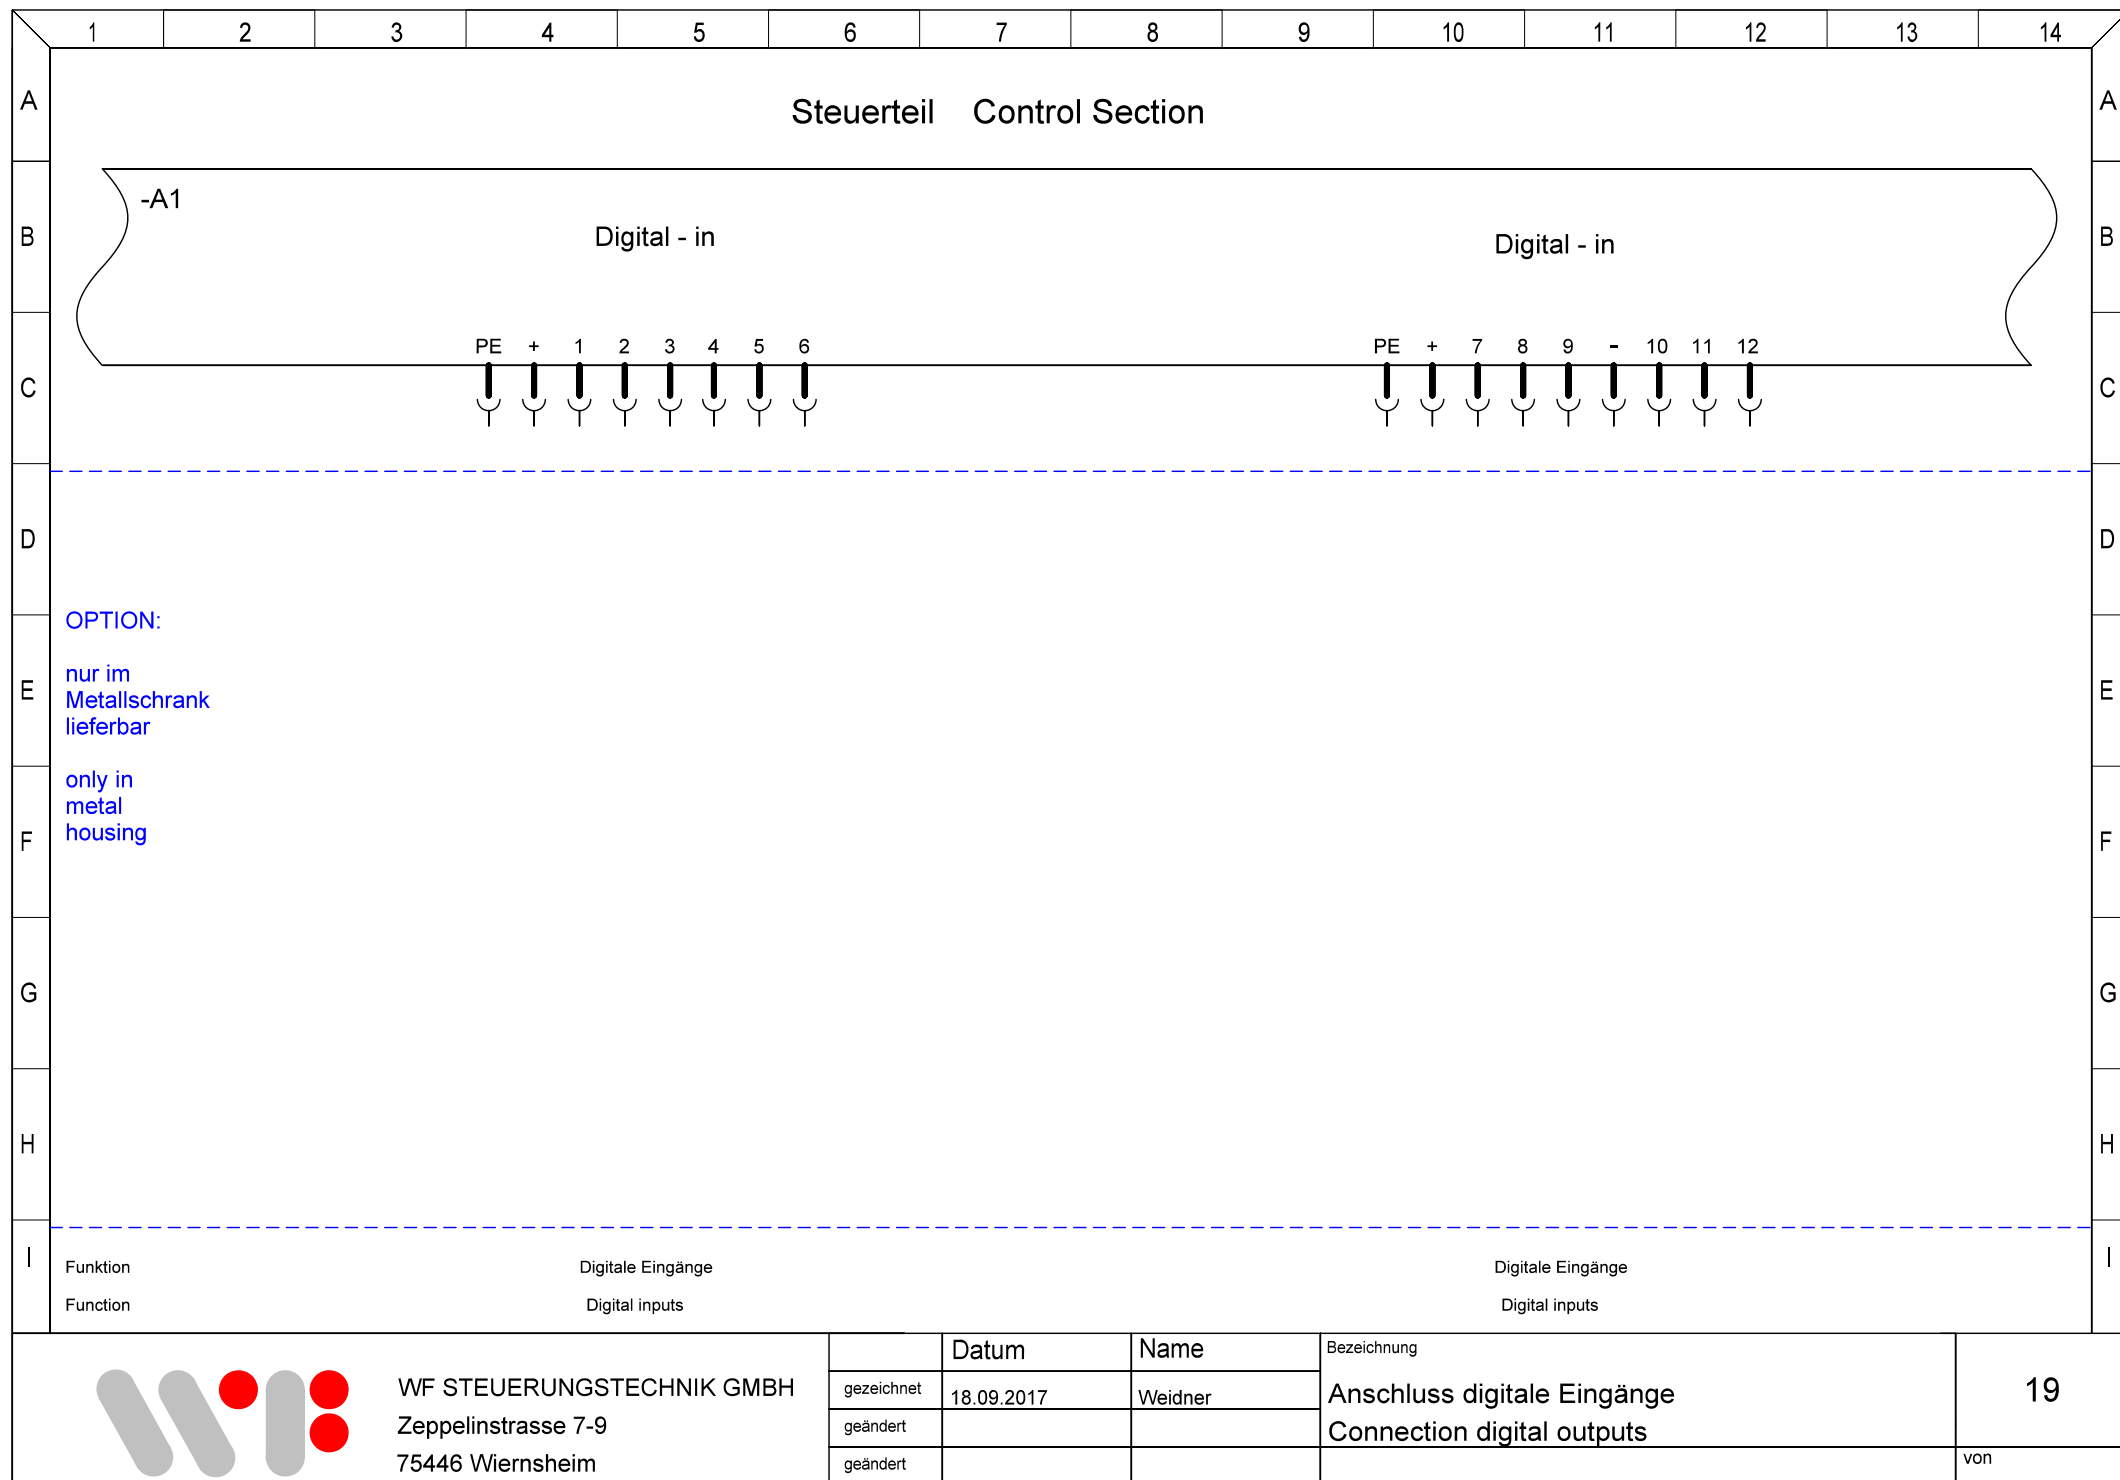 1 2 3 4 5 6 7 8 9 10 11 12 13 14
A A
Steuerteil Control Section
-A1
B Digital - in Digital - in B
PE + 1 2 3 4 5 6 PE + 7 8 9 - 10 11 12
C C
D D
OPTION:
nur im
E E
Metallschrank
lieferbar
only in
metal
housing
F F
G G
H H
I I
Funktion Digitale Eingänge Digitale Eingänge
Function Digital inputs Digital inputs
Datum Name Bezeichnung
WF STEUERUNGSTECHNIK GMBH gezeichnet 18.09.2017 Weidner Anschluss digitale Eingänge 19
Zeppelinstrasse 7-9 geändert Connection digital outputs
75446 Wiernsheim geändert von